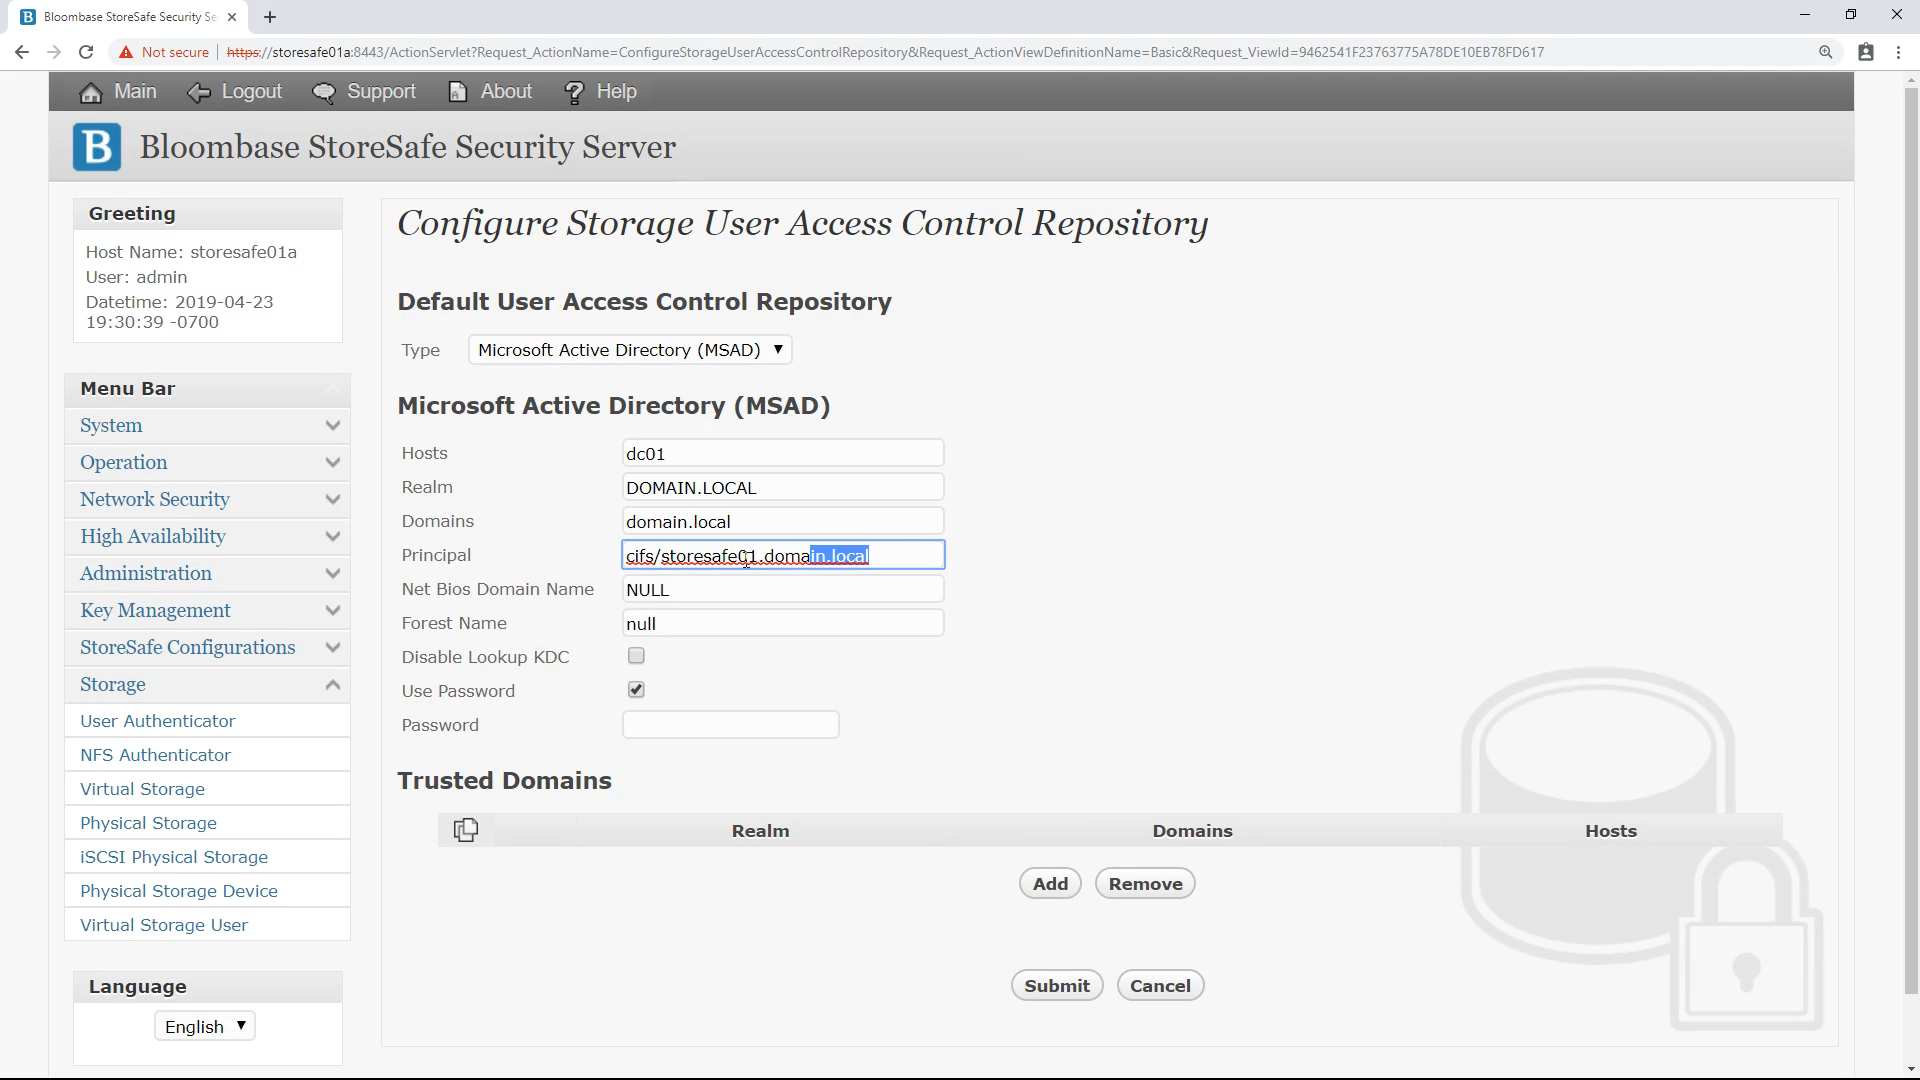 Bloombase StoreSafe Security Se
Not secure
https://storesafe01a:8443/ActionServlet?Request_ActionName=ConfigureStorageUserAccessControlRepository&Request_ActionViewDefinitionName=Basic&Request_ViewId=9462541F23763775A78DE10EB78FD617
Main Logout Support About Help
B Bloombase StoreSafe Security Server
Greeting
Host Name: storesafe01a
User: admin
Datetime: 2019-04-23
19:30:39 -0700
Menu Bar
System
Operation
Network Security
High Availability
Administration
Key Management
StoreSafe Configurations
Storage
User Authenticator
NFS Authenticator
Virtual Storage
Physical Storage
iSCSI Physical Storage
Physical Storage Device
Virtual Storage User
Language
English
Configure Storage User Access Control Repository
Default User Access Control Repository
Type Microsoft Active Directory (MSAD)
Microsoft Active Directory (MSAD)
Hosts dc01
Realm DOMAIN.LOCAL
Domains domain.local
Principal cifs/storesafe01.domain.local
Net Bios Domain Name NULL
Forest Name null
Disable Lookup KDC
Use Password
Password
Trusted Domains
Realm Domains Hosts
Add Remove
Submit Cancel